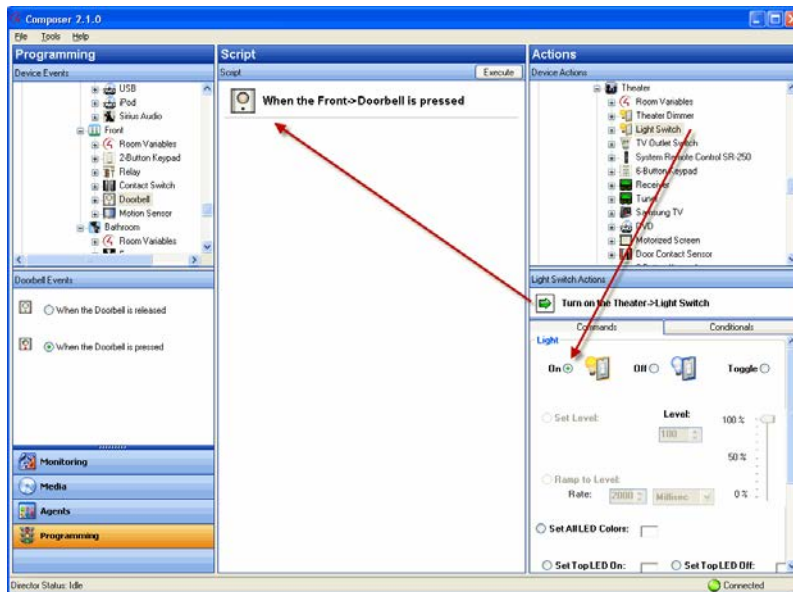 Composer 2.1.0
File Tools Help
Programming
Device Events
USB
iPod
Sirius Audio
Front
Room Variables
2-Button Keypad
Relay
Contact Switch
Doorbell
Motion Sensor
Bathroom
Room Variables
Doorbell Events
When the Doorbell is released
When the Doorbell is pressed
Monitoring
Media
Agents
Programming
Script
Script Execute
When the Front->Doorbell is pressed
Actions
Device Actions
Theater
Room Variables
Theater Dimmer
Light Switch
TV Outlet Switch
System Remote Control SR-250
6-Button Keypad
Receiver
Tuner
Samsung TV
DVD
Motorized Screen
Door Contact Sensor
Light Switch Actions
Turn on the Theater->Light Switch
Commands Conditionals
Light
On Off Toggle
Set Level: Level: 100 %
100
50 %
Ramp to Level:
Rate: 2000 Millisec 0 %
Set All LED Colors:
Set Top LED On: Set Top LED Off:
Director Status: Idle Connected